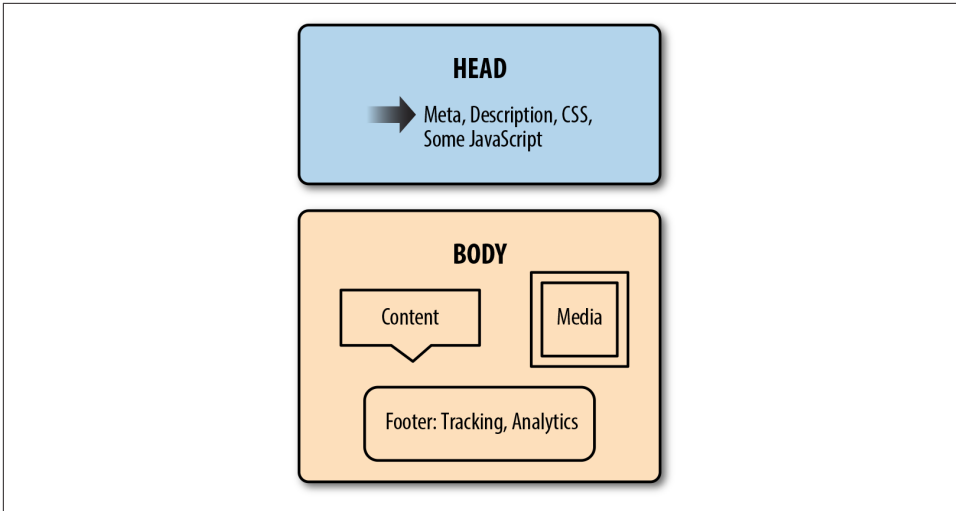 HEAD
Meta, Description, CSS,
Some JavaScript
BODY
Content
Media
Footer: Tracking, Analytics